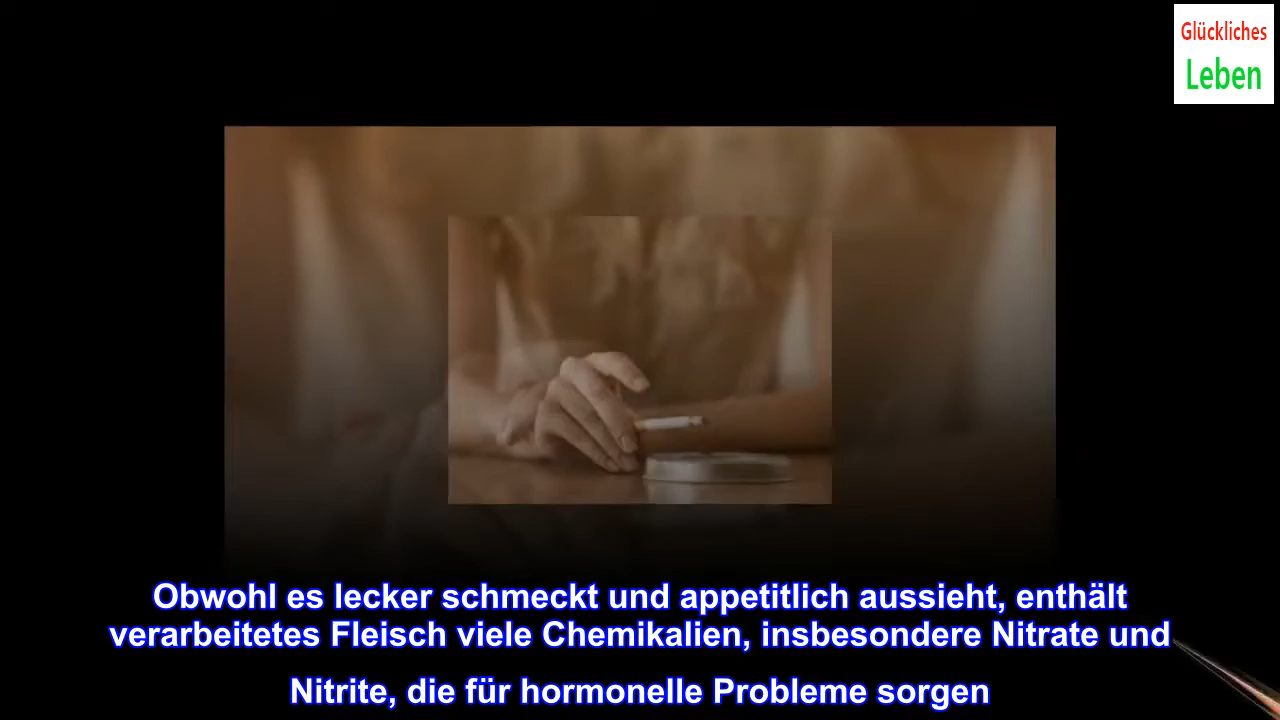 Glückliches
Leben
Obwohl es lecker schmeckt und appetitlich aussieht, enthält
verarbeitetes Fleisch viele Chemikalien, insbesondere Nitrate und
Nitrite, die für hormonelle Probleme sorgen